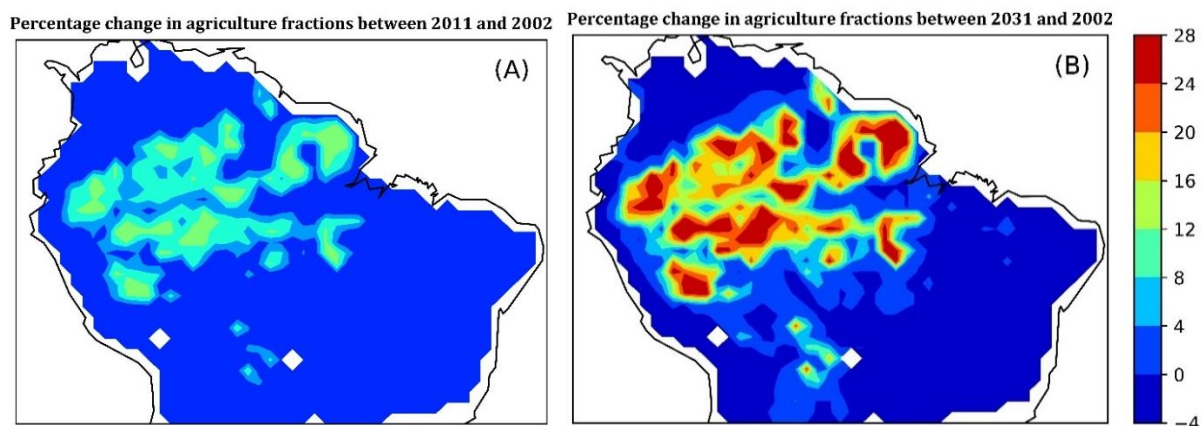 Percentage change in agriculture fractions between 2011 and 2002
Percentage change in agriculture fractions between 2031 and 2002
(A)
(B)
28
24
20
16
12
8
4
0
−4